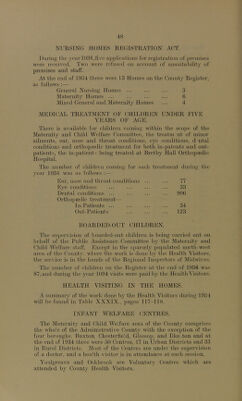 48
NURSING HOMES REGISTRATION ACT.
During the year 1934, five applications for registration of premises
were received. Two were refused on account of unsuitability of
premises and staff.
At the end of 1934 there were 13 Homes on the County Register,
as follows :—
General Nursing Homes ... ... ... 3
Maternity Homes ... ... ... ... 6
Mixed General and Maternity Homes ... 4
MEDICAL TREATMENT OF CHILDREN UNDER FIVE
YEARS OF AGE.
There is available for children coming within the scope of the
Maternity and Child Welfare Committee, the treatment of minor
ailments, ear, nose and throat conditions, eye conditions, dental
conditions and orthopædic treatment for both in-patients and out-
patients, the in-patients being treated at Bretby Hall Orthopædic
Hospital.
The number of children coming for such treatment during the
year 1934 was as follows :—
Ear, nose and throat conditions ... ... 77
Eye conditions ... ... ... ... 33
Dental conditions ... ... ... ... 806
Orthopædic treatment—
In-Patients ... ... ... ... 54
Out-Patients ... ... ... 123
BOARDED-OUT CHILDREN.
The supervision of boarded-out children is being carried out on
behalf of the Public Assistance Committee by the Maternity and
Child Welfare staff. Except in the sparsely populated north-west
area of the County, where the work is done by the Health Visitors,
the service is in the hands of the Regional Inspectors of Midwives.
The number of children on the Register at the end of 1934 was
87, and during the year 1004 visits were paid by the Health Visitors.
HEALTH VISITING IN THE HOMES.
A summary of the work done by the Health Visitors during 1934
will be found in Table XXXIX., pages 117-119.
INFANT WELFARE CENTRES.
The Maternity and Child Welfare area of the County comprises
the whole of the Administrative County with the exception of the
four boroughs, Buxton, Chesterfield, Glossop, and Ilkeston and at
the end of 1934 there were 50 Centres, 17 in Urban Districts and 33
in Rural Districts. Most of the Centres are under the supervision
of a doctor, and a health visitor is in attendance at each session.
Youlgreave and Ockbrook are Voluntary Centres which are
attended by County Health Visitors.